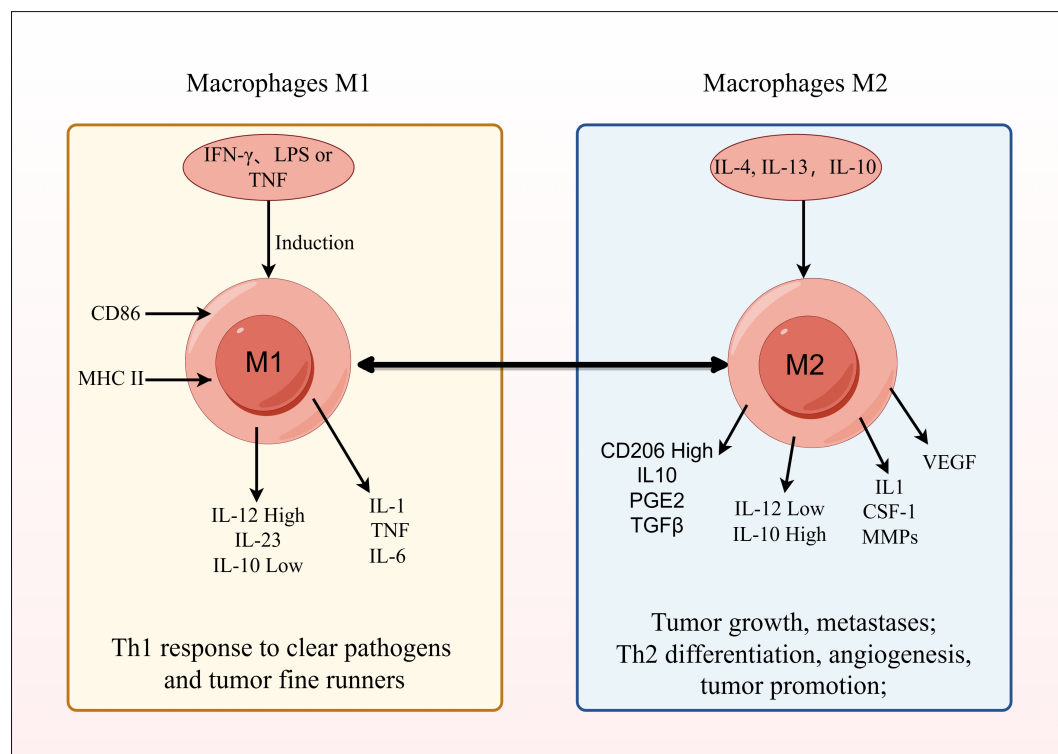 Macrophages M1
IFN-γ、LPS or
TNF
Induction
CD86
MHC II
M1
IL-12 High
IL-23
IL-10 Low
IL-1
TNF
IL-6
Th1 response to clear pathogens
and tumor fine runners
Macrophages M2
IL-4, IL-13，IL-10
M2
CD206 High
IL10
PGE2
TGFβ
IL-12 Low
IL-10 High
IL1
CSF-1
MMPs
VEGF
Tumor growth, metastases;
Th2 differentiation, angiogenesis,
tumor promotion;